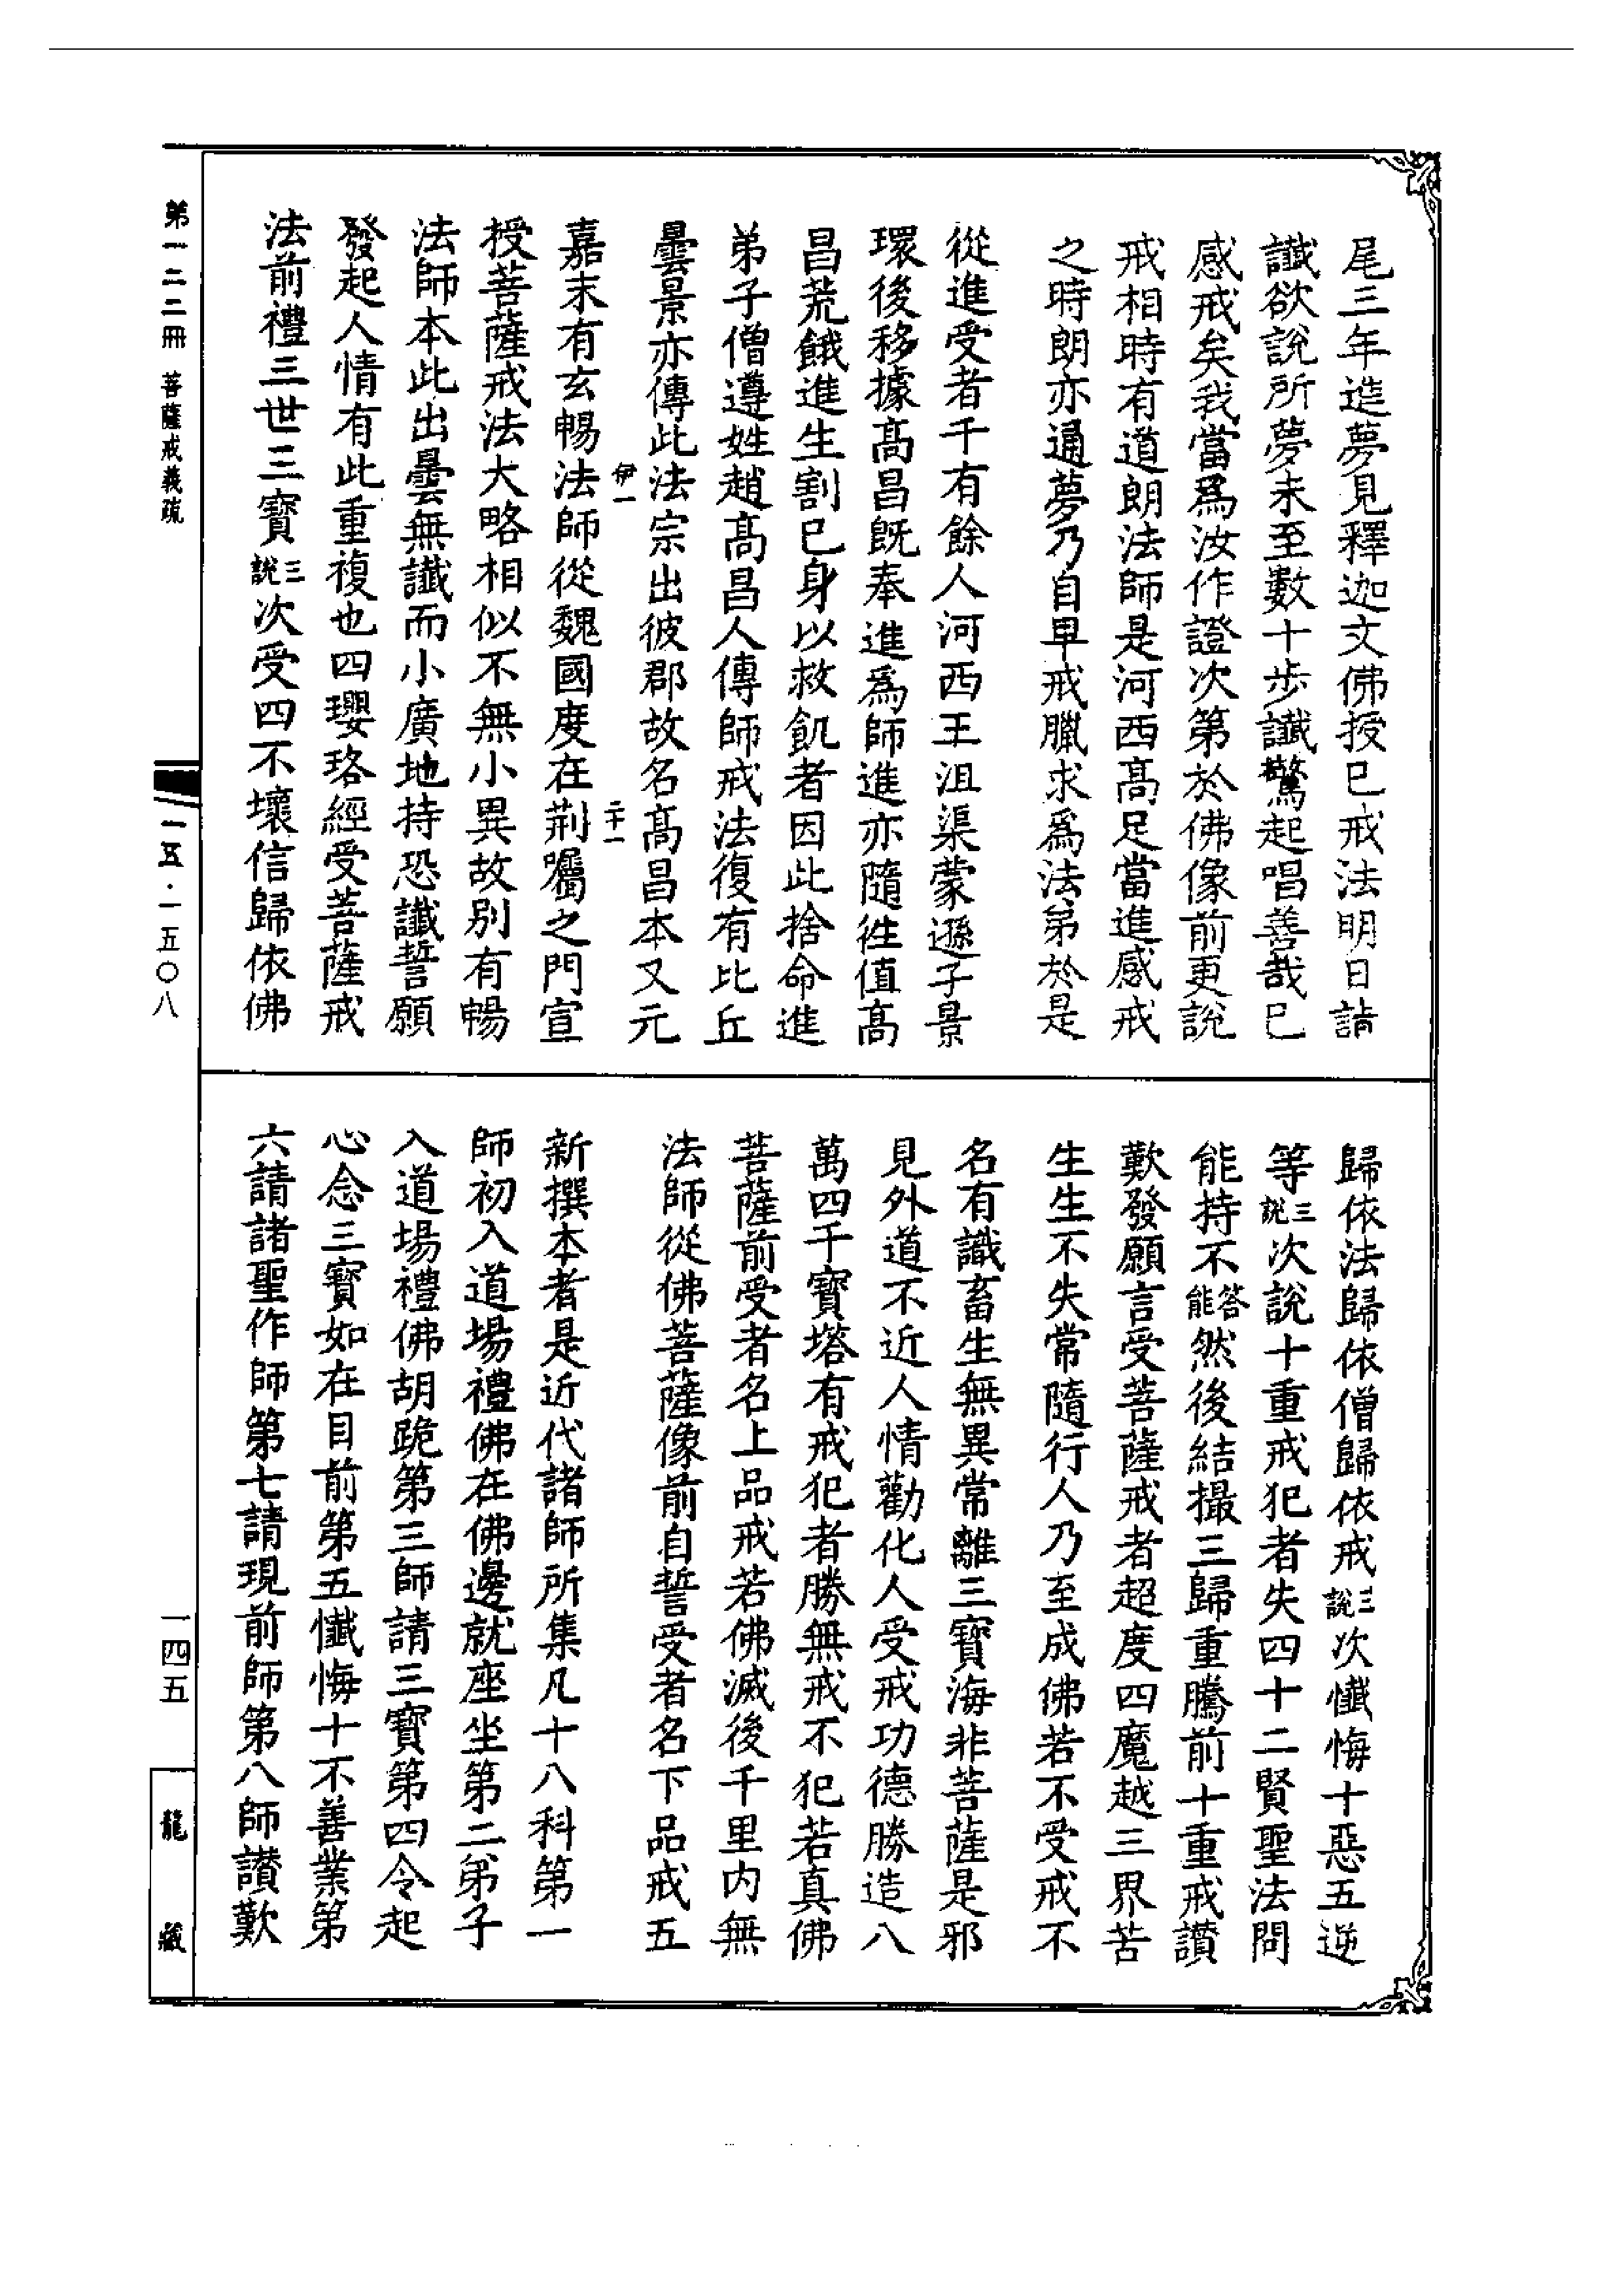 尾三年造夢見釋迦文佛授已戒法明日請
讖欲說所夢未至數十步讖驚起唱善哉已
感戒矣我當爲汝作證次第於佛像前更說
戒相時有道朗法師是河西高足當進感戒
之時朗亦通夢乃自卑戒臘求爲法弟於是
從進受者千有餘人河西王沮渠蒙遜子景
環後移據高昌旣奉進爲師進亦隨徃值高
昌荒餓進生割已身以救飢者因此捨命進
弟子僧遵姓趙高昌人傳師戒法復有比丘
曇景亦傳此法宗出彼郡故名高昌本又元
伊一
二十一
嘉末有玄暢法師從魏國度在荆囑之門宣
授菩薩戒法大略相似不無小異故别有暢
法師本此出曇無讖而小廣地持恐讖誓願
發起人情有此重複也四瓔珞經受菩薩戒
法前禮三世三寶三說次受四不壞信歸依佛
歸依法歸依僧歸依戒三說次懺悔十惡五逆
等三說次說十重戒犯者失四十二賢聖法問
能持不答能然後結撮三歸重騰前十重戒讚
歎發願言受菩薩戒者超度四魔越三界苦
生生不失常隨行人乃至成佛若不受戒不
名有識畜生無異常離三寶海非菩薩是邪
見外道不近人情勸化人受戒功德勝造八
萬四千寶塔有戒犯者勝無戒不犯若真佛
菩薩前受者名上品戒若佛滅後千里内無
法師從佛菩薩像前自誓受者名下品戒五
新撰本者是近代諸師所集凡十八科第一
師初入道場禮佛在佛邊就座坐第二弟子
入道場禮佛胡跪第三師請三寶第四令起
心念三寶如在目前第五懺悔十不善業第
六請諸聖作師第七請現前師第八師讚歎
第一二二冊 菩薩戒義疏
一五·一五〇八
一四五
龍藏